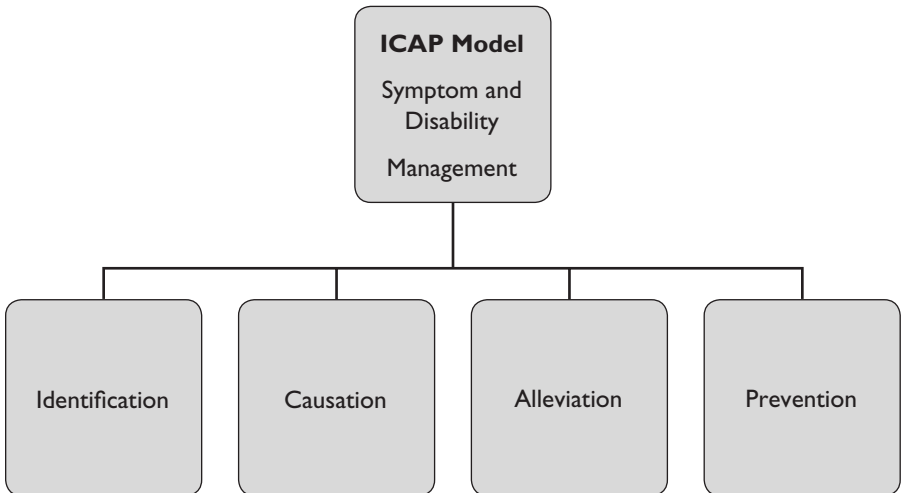 ICAP Model
Symptom and
Disability
Management
Identification
Causation
Alleviation
Prevention